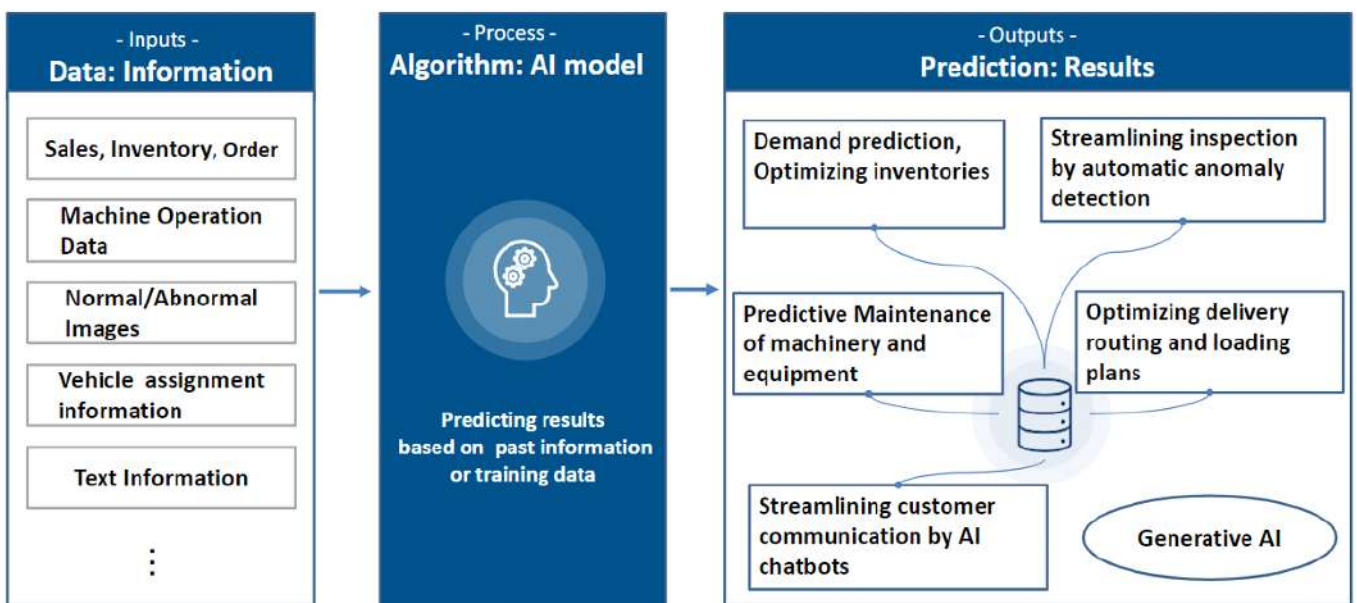 - Inputs -
Data: Information
Sales, Inventory, Order
Machine Operation
Data
Normal/Abnormal
Images
Vehicle assignment
information
Text Information
⋮
- Process -
Algorithm: AI model
Predicting results
based on past information
or training data
- Outputs -
Prediction: Results
Demand prediction,
Optimizing inventories
Streamlining inspection
by automatic anomaly
detection
Predictive Maintenance
of machinery and
equipment
Optimizing delivery
routing and loading
plans
Streamlining customer
communication by AI
chatbots
Generative AI